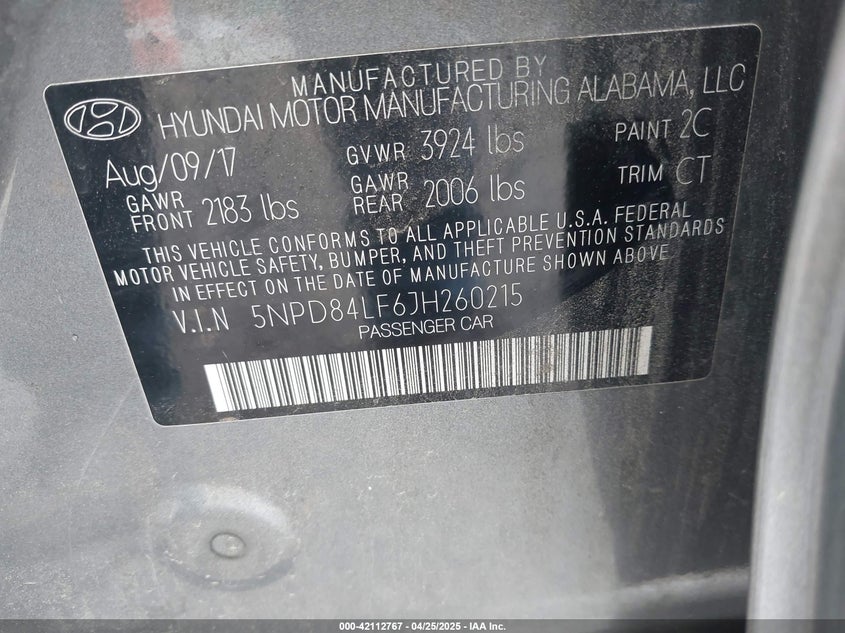 MANUFACTURED BY
HYUNDAI MOTOR MANUFACTURING ALABAMA, LLC
Aug/09/17 GVWR 3924 lbs PAINT 2C
GAWR FRONT 2183 lbs GAWR REAR 2006 lbs TRIM CT
THIS VEHICLE CONFORMS TO ALL APPLICABLE U.S.A. FEDERAL
MOTOR VEHICLE SAFETY, BUMPER, AND THEFT PREVENTION STANDARDS
IN EFFECT ON THE DATE OF MANUFACTURE SHOWN ABOVE.
V.I.N 5NPD84LF6JH260215
PASSENGER CAR
000-42112767 - 04/25/2025 - IAA Inc.